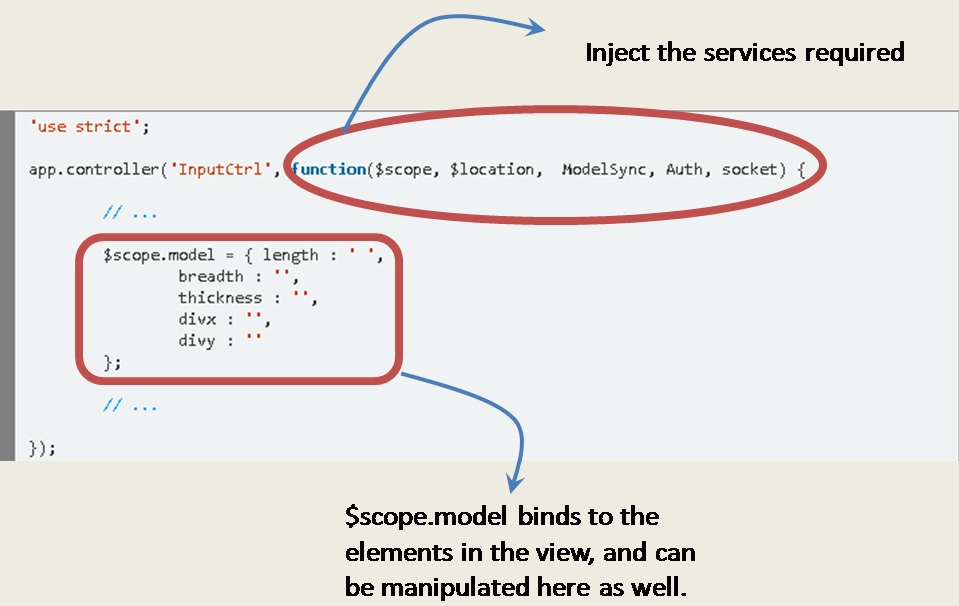 Inject the services required
'use strict';
app.controller('InputCtrl', function($scope, $location,  ModelSync, Auth, socket) {
// ...
$scope.model = { length : ' ',
breadth : '',
thickness : '',
divx : '',
divy : ''
};
// ...
});
$scope.model binds to the
elements in the view, and can
be manipulated here as well.